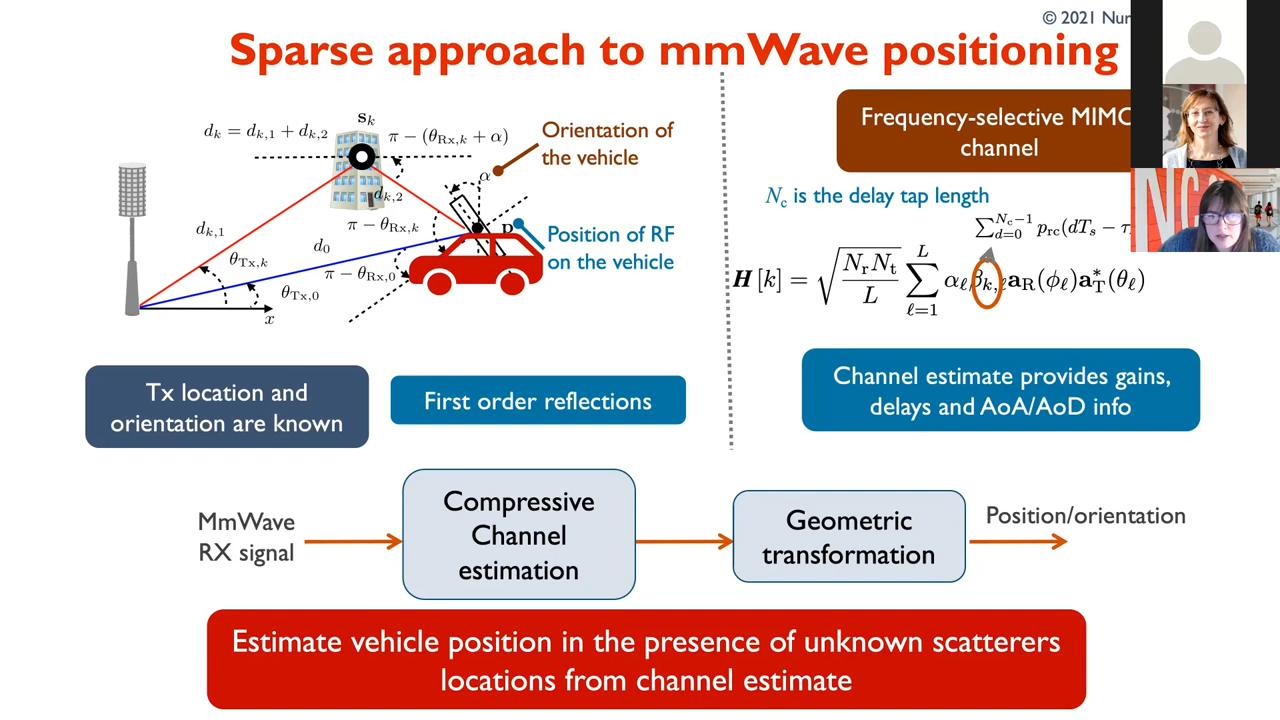 © 2021 Nur
Sparse approach to mmWave positioning
d_k = d_{k,1} + d_{k,2}
s_k
π − (θ_{Rx,k} + α)
Orientation of
the vehicle
α
d_{k,2}
d_{k,1}
π − θ_{Rx,k}
p
Position of RF
on the vehicle
d_0
θ_{Tx,k}
π − θ_{Rx,0}
θ_{Tx,0}
x
Frequency-selective MIMO
channel
N_c is the delay tap length
∑_{d=0}^{N_c−1} p_{rc}(dT_s − τ
H[k] = √(N_r N_t / L) ∑_{ℓ=1}^{L} α_ℓ β_{k,ℓ} a_R(ϕ_ℓ) a_T^*(θ_ℓ)
Tx location and
orientation are known
First order reflections
Channel estimate provides gains,
delays and AoA/AoD info
MmWave
RX signal
Compressive
Channel
estimation
Geometric
transformation
Position/orientation
Estimate vehicle position in the presence of unknown scatterers
locations from channel estimate
NC